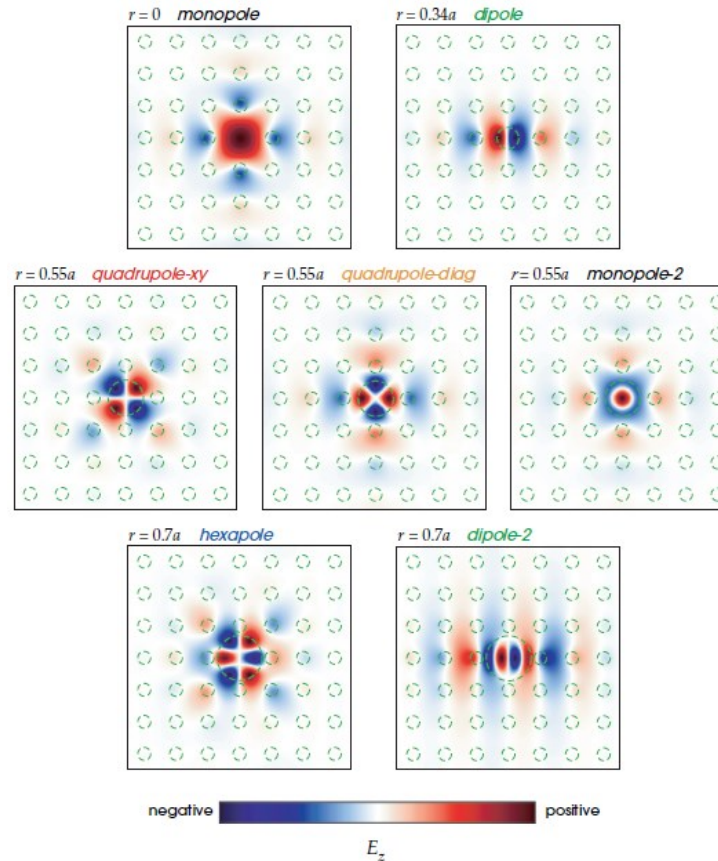 r = 0 monopole
r = 0.34a dipole
r = 0.55a quadrupole-xy
r = 0.55a quadrupole-diag
r = 0.55a monopole-2
r = 0.7a hexapole
r = 0.7a dipole-2
negative positive
E_z